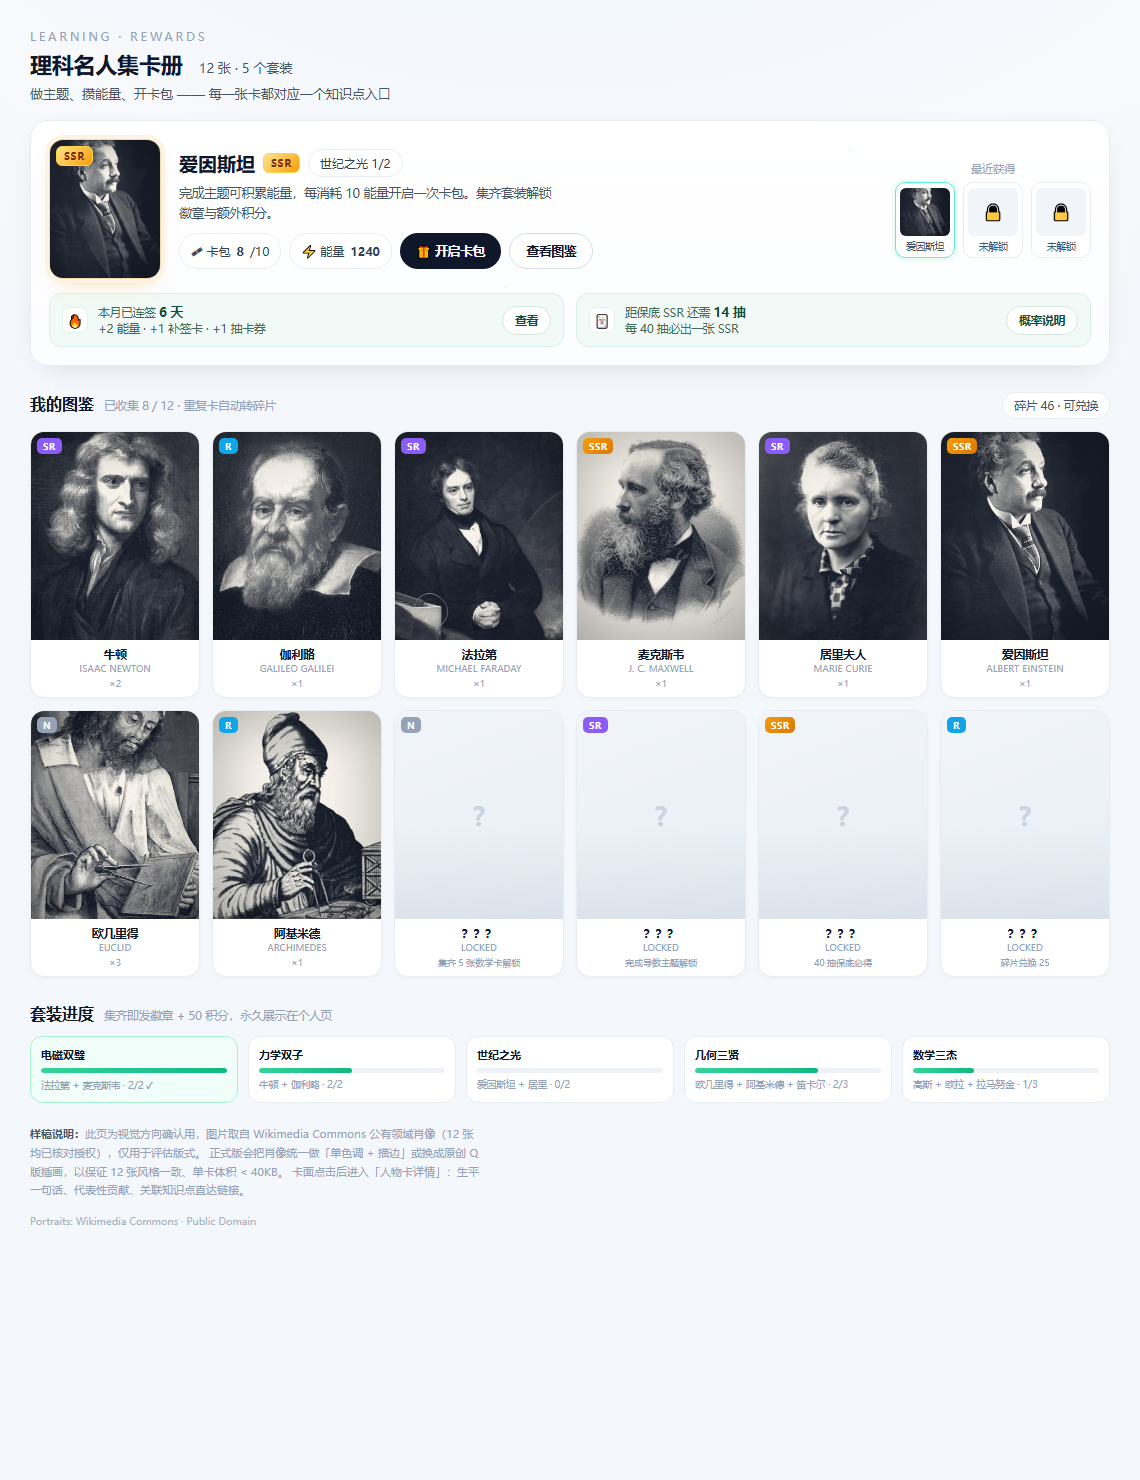 LEARNING · REWARDS
理科名人集卡册 12 张 · 5 个套装
做主题、攒能量、开卡包 —— 每一张卡都对应一个知识点入口
SSR
爱因斯坦 SSR 世纪之光 1/2
完成主题可积累能量，每消耗 10 能量开启一次卡包。集齐套装解锁
徽章与额外积分。
卡包 8 /10 能量 1240 开启卡包 查看图鉴
最近获得
爱因斯坦 未解锁 未解锁
本月已连签 6 天
+2 能量 · +1 补签卡 · +1 抽卡券
查看
距保底 SSR 还需 14 抽
每 40 抽必出一张 SSR
概率说明
我的图鉴 已收集 8 / 12 · 重复卡自动转碎片 碎片 46 · 可兑换
SR R SR SSR SR SSR
牛顿 伽利略 法拉第 麦克斯韦 居里夫人 爱因斯坦
ISAAC NEWTON GALILEO GALILEI MICHAEL FARADAY J. C. MAXWELL MARIE CURIE ALBERT EINSTEIN
×2 ×1 ×1 ×1 ×1 ×1
N R N SR SSR R
? ? ? ?
欧几里得 阿基米德 ? ? ? ? ? ? ? ? ? ? ? ?
EUCLID ARCHIMEDES LOCKED LOCKED LOCKED LOCKED
×3 ×1 集齐 5 张数学卡解锁 完成导数主题解锁 40 抽保底必得 碎片兑换 25
套装进度 集齐即发徽章 + 50 积分，永久展示在个人页
电磁双璧 力学双子 世纪之光 几何三贤 数学三杰
法拉第 + 麦克斯韦 · 2/2 ✓ 牛顿 + 伽利略 · 2/2 爱因斯坦 + 居里 · 0/2 欧几里得 + 阿基米德 + 笛卡尔 · 2/3 高斯 + 欧拉 + 拉马努金 · 1/3
样稿说明：此页为视觉方向确认用，图片取自 Wikimedia Commons 公有领域肖像（12 张
均已核对授权），仅用于评估版式。 正式版会把肖像统一做「单色调 + 描边」或换成原创 Q
版插画，以保证 12 张风格一致、单卡体积 < 40KB。 卡面点击后进入「人物卡详情」：生平
一句话、代表性贡献、关联知识点直达链接。
Portraits: Wikimedia Commons · Public Domain